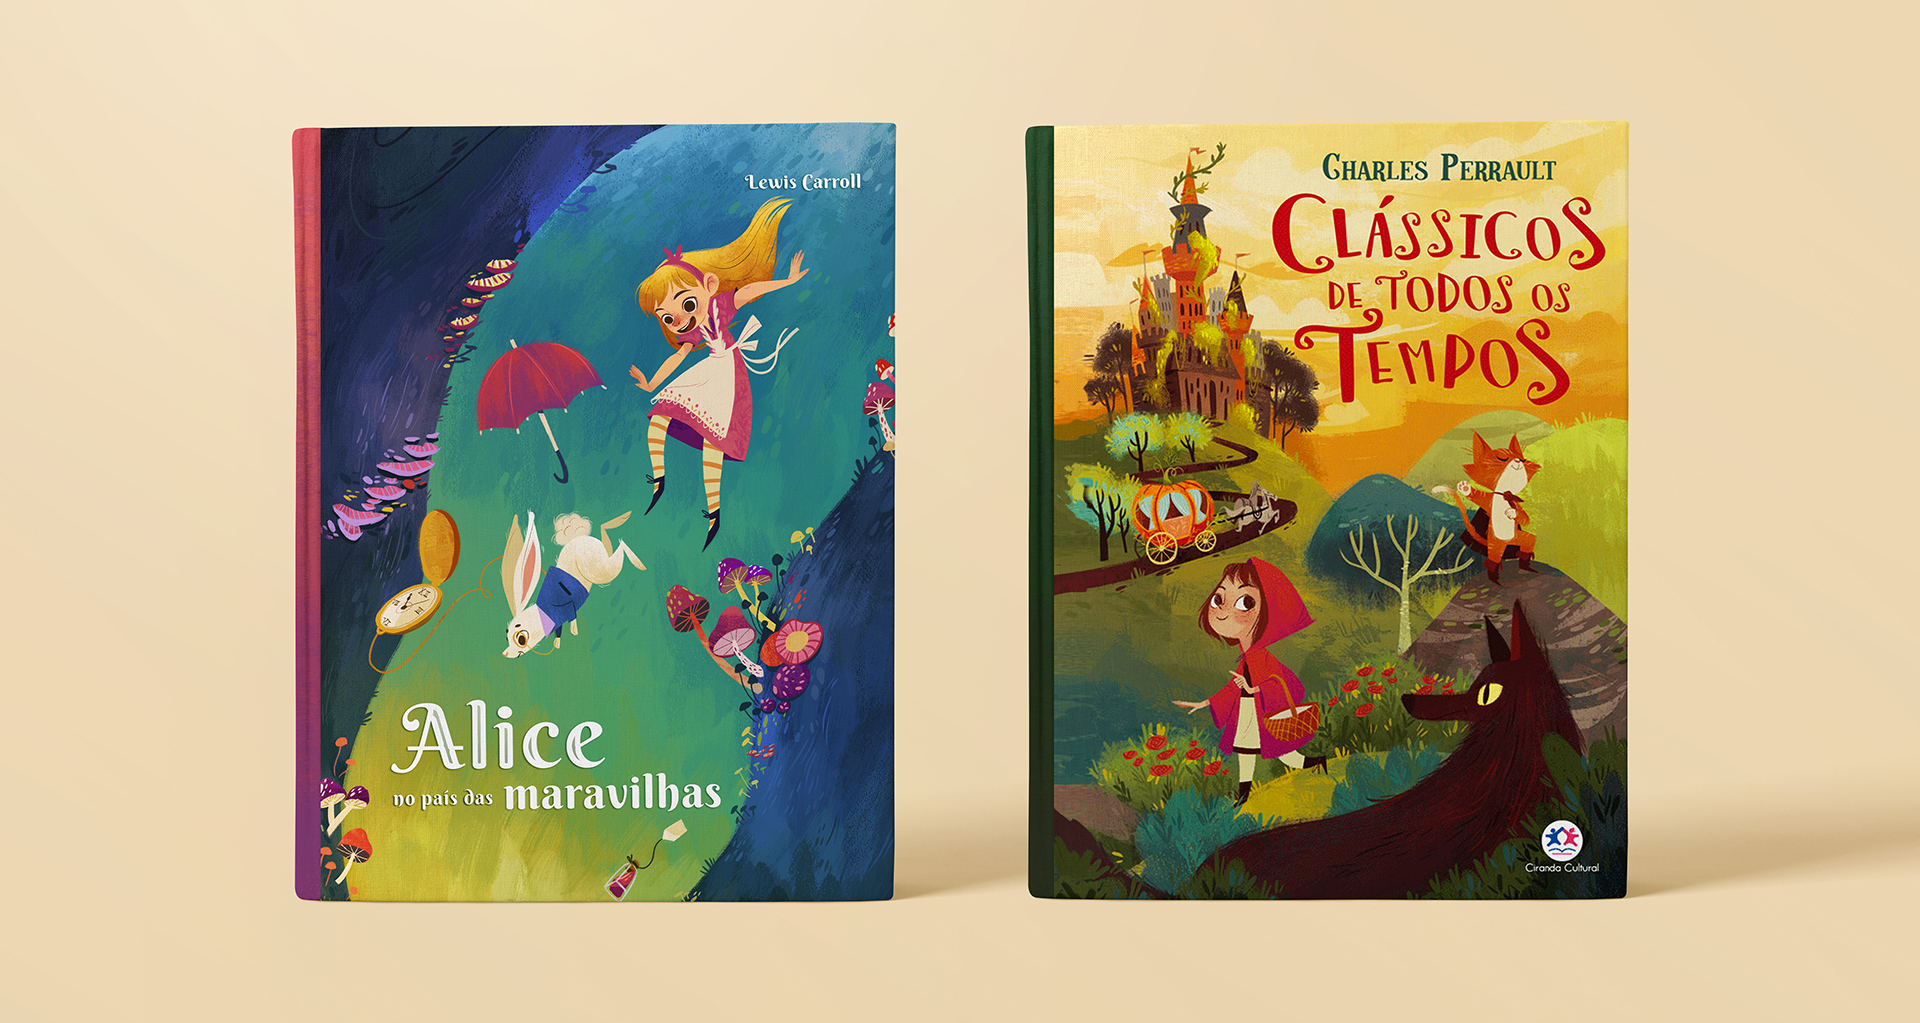 Lewis Carroll
Alice
no país das maravilhas
CHARLES PERRAULT
CLÁSSICOS
DE TODOS OS
TEMPOS
Ciranda Cultural